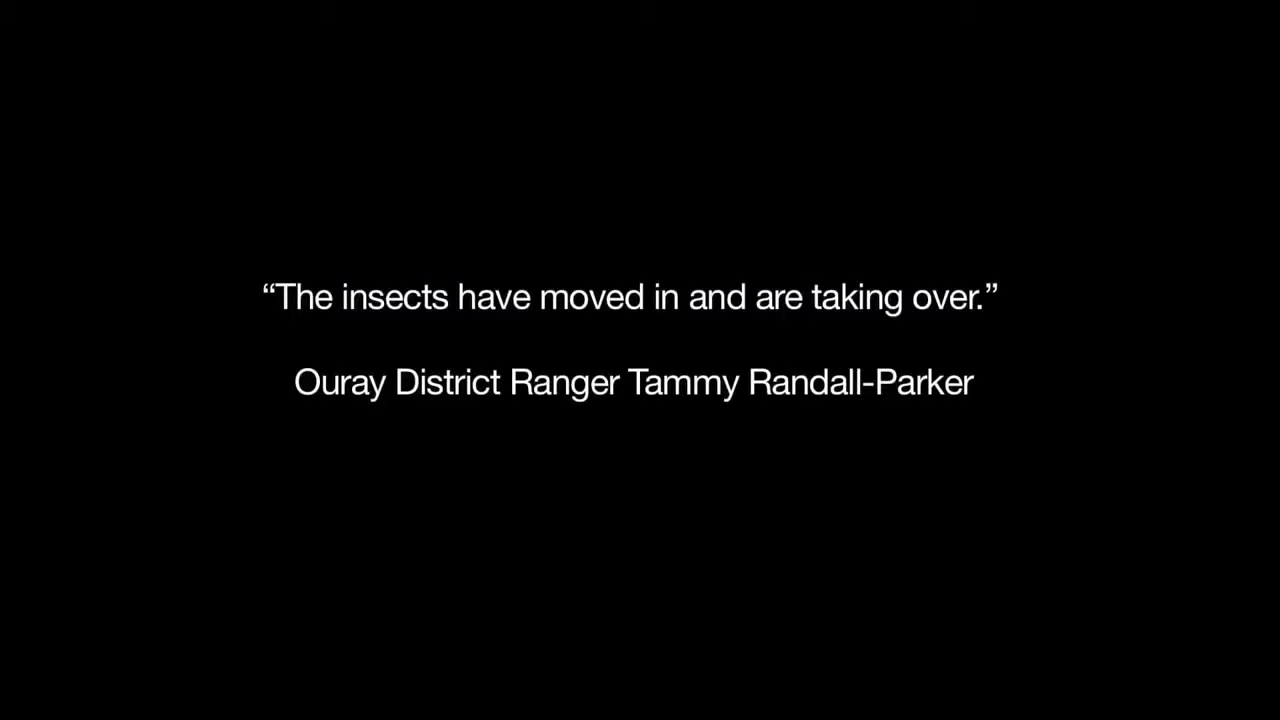 “The insects have moved in and are taking over.”
Ouray District Ranger Tammy Randall-Parker